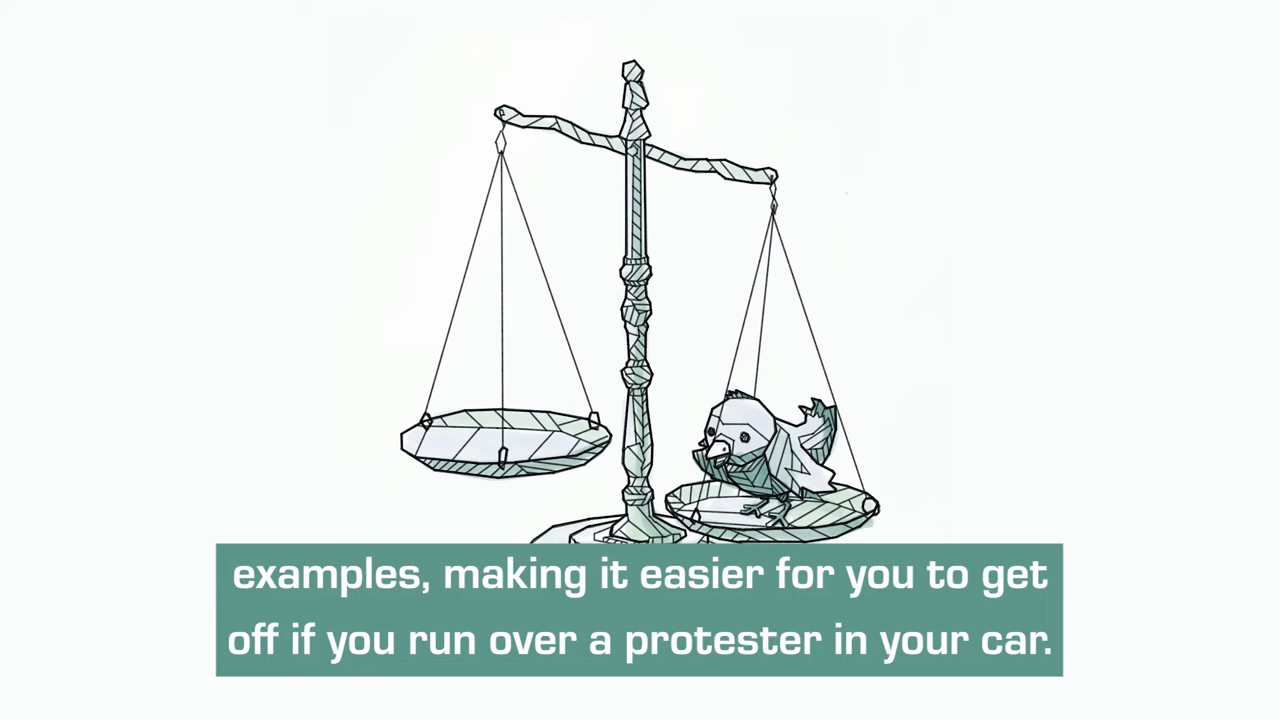 examples, making it easier for you to get
off if you run over a protester in your car.